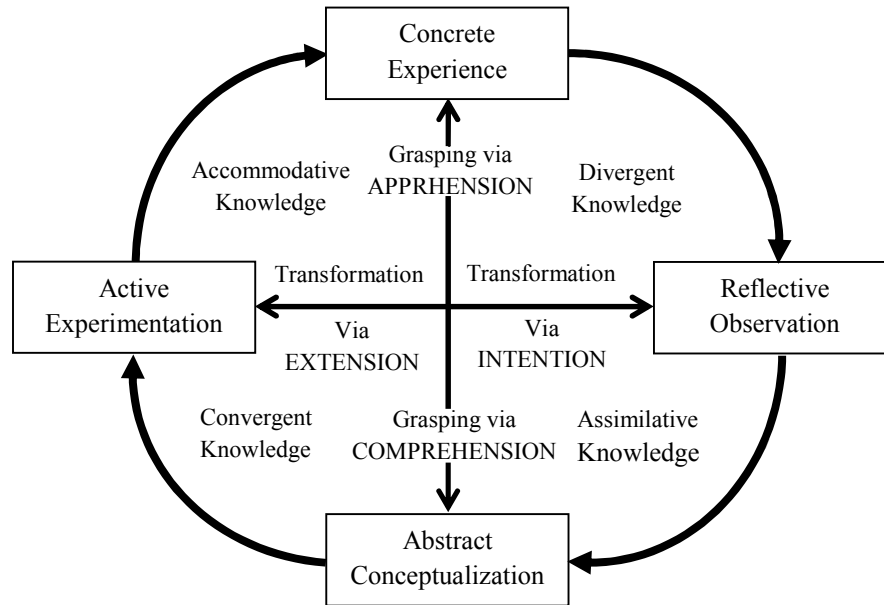 Concrete
Experience
Grasping via
APPRHENSION
Accommodative
Knowledge
Divergent
Knowledge
Transformation
Transformation
Active
Experimentation
Reflective
Observation
Via
EXTENSION
Via
INTENTION
Convergent
Knowledge
Grasping via
COMPREHENSION
Assimilative
Knowledge
Abstract
Conceptualization